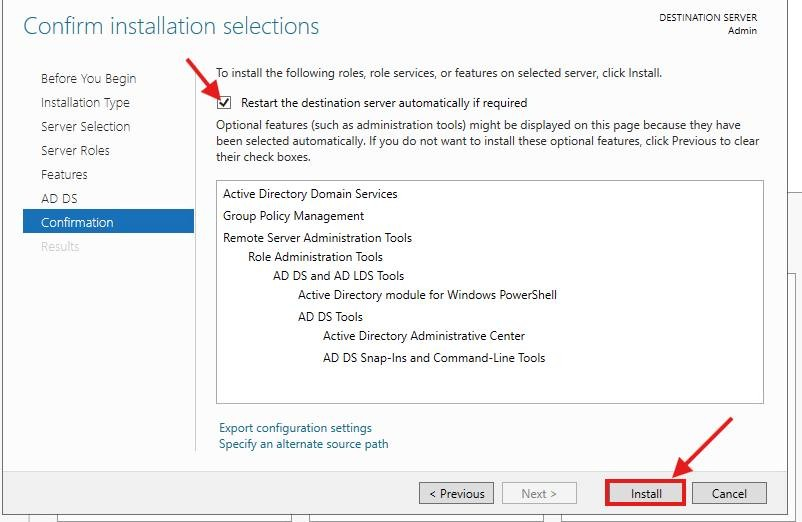 Confirm installation selections
DESTINATION SERVER
Admin
Before You Begin
Installation Type
Server Selection
Server Roles
Features
AD DS
Confirmation
Results
To install the following roles, role services, or features on selected server, click Install.
Restart the destination server automatically if required
Optional features (such as administration tools) might be displayed on this page because they have
been selected automatically. If you do not want to install these optional features, click Previous to clear
their check boxes.
Active Directory Domain Services
Group Policy Management
Remote Server Administration Tools
Role Administration Tools
AD DS and AD LDS Tools
Active Directory module for Windows PowerShell
AD DS Tools
Active Directory Administrative Center
AD DS Snap-Ins and Command-Line Tools
Export configuration settings
Specify an alternate source path
< Previous
Next >
Install
Cancel